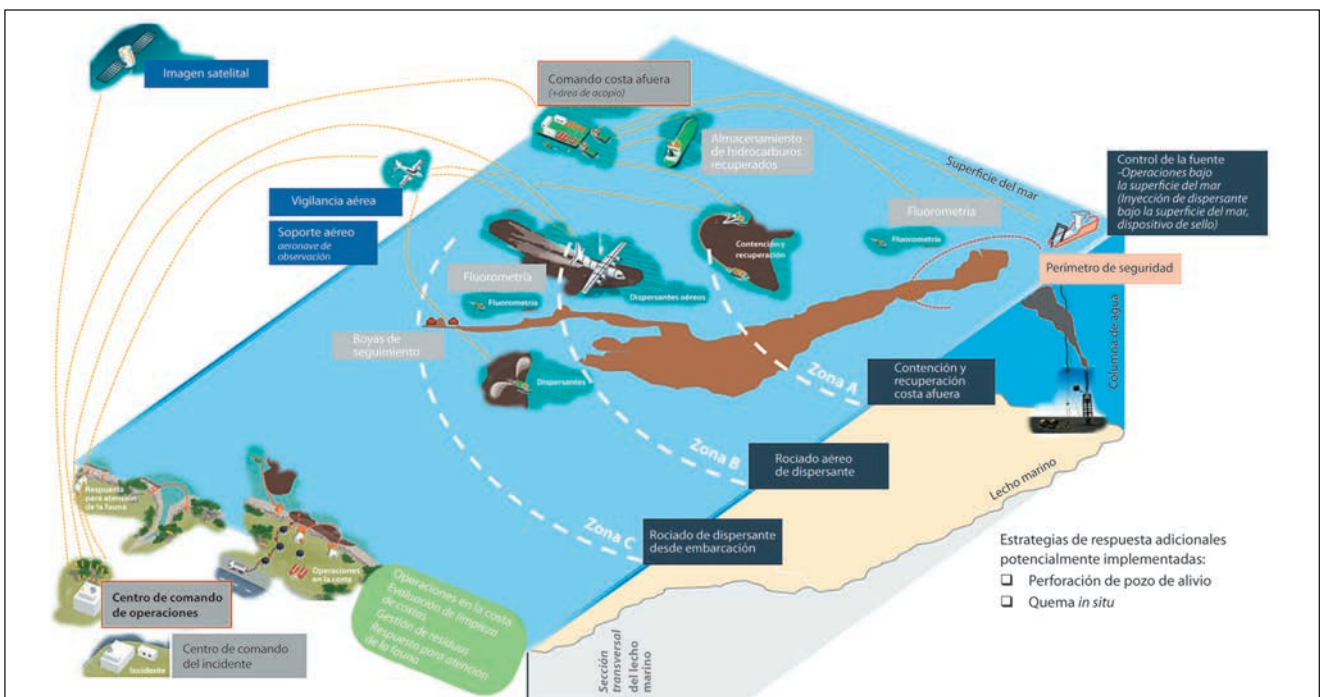 Imagen satelital
Comando costa afuera
(+área de acopio)
Almacenamiento
de hidrocarburos
recuperados
Superficie del mar
Control de la fuente
-Operaciones bajo
la superficie del mar
(Inyección de dispersante
bajo la superficie del mar,
dispositivo de sello)
Vigilancia aérea
Soporte aéreo
aeronave de
observación
Fluorometría
Fluorometría
Contención y
recuperación
Perímetro de seguridad
Fluorometría
Fluorometría
Dispersantes aéreos
Boyas de
seguimiento
Dispersantes
Columna de agua
Zona A
Contención y
recuperación
costa afuera
Zona B
Rociado aéreo
de dispersante
Lecho marino
Zona C
Rociado de dispersante
desde embarcación
Respuesta
para atención
de la fauna
Operaciones
en la costa
Centro de comando
de operaciones
Incidente
Centro de comando
del incidente
Operaciones en la costa
Evaluación de limpieza
de costas
Gestión de residuos
Respuesta para atención
de la fauna
Sección
transversal
del lecho
marino
Estrategias de respuesta adicionales
potencialmente implementadas:
❑ Perforación de pozo de alivio
❑ Quema in situ